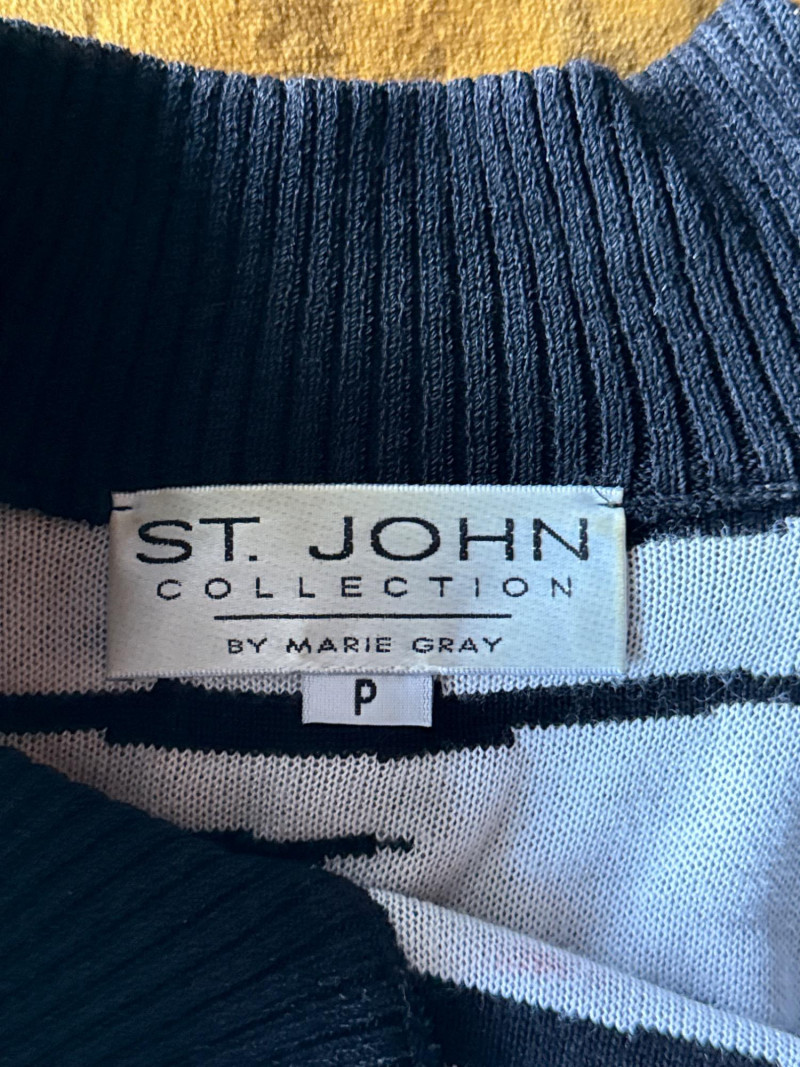 ST. JOHN
COLLECTION
BY MARIE GRAY
P